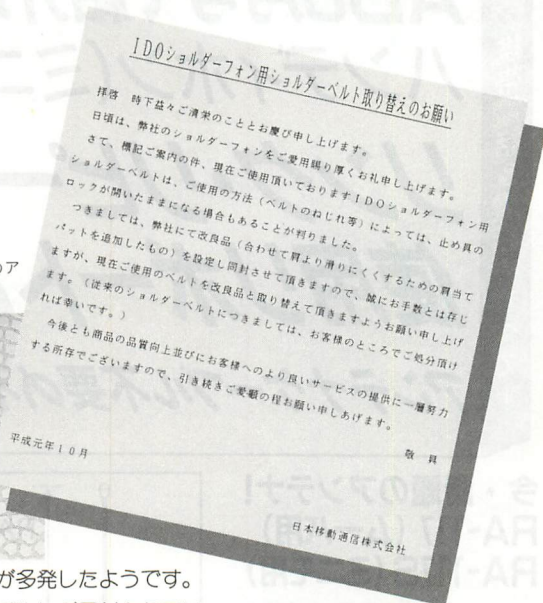 IDOショルダーフォン用ショルダーベルト取り替えのお願い
拝啓 時下益々ご清栄のこととお慶び申し上げます。
日頃は、弊社のショルダーフォンをご愛用賜り厚くお礼申し上げます。
さて、標記ご案内の件、現在ご使用頂いておりますIDOショルダーフォン用
ショルダーベルトは、ご使用の方法(ベルトのねじれ等)によっては、止め具の
ロックが開いたままになる場合もあることが判りました。
つきましては、弊社にて改良品(合わせて肩より滑りにくくするための肩当て
パットを追加したもの)を設定し同封させて頂きますので、誠にお手数とは存じ
ますが、現在ご使用のベルトを改良品と取り替えて頂きますようお願い申し上げ
ます。(従来のショルダーベルトにつきましては、お客様のところでご処分頂け
れば幸いです。)
今後とも商品の品質向上並びにお客様へのより良いサービスの提供に一層努力
する所存でございますので、引き続きご愛顧の程お願い申しあげます。
敬具
平成元年10月
日本移動通信株式会社
ア
が多発したようです。